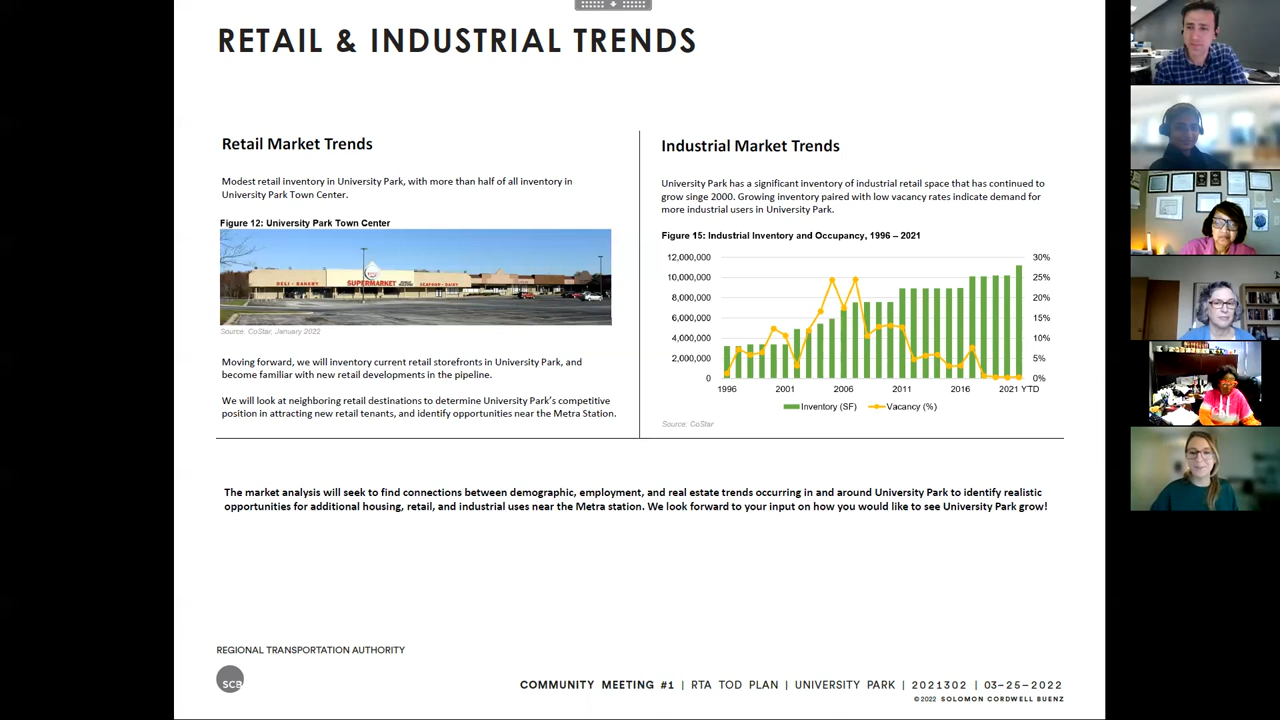 RETAIL & INDUSTRIAL TRENDS
Retail Market Trends
Modest retail inventory in University Park, with more than half of all inventory in
University Park Town Center.
Figure 12: University Park Town Center
DELI - BAKERY
SUPERMARKET
SEAFOOD - DAIRY
Source: CoStar, January 2022
Moving forward, we will inventory current retail storefronts in University Park, and
become familiar with new retail developments in the pipeline.
We will look at neighboring retail destinations to determine University Park's competitive
position in attracting new retail tenants, and identify opportunities near the Metra Station.
Industrial Market Trends
University Park has a significant inventory of industrial retail space that has continued to
grow singe 2000. Growing inventory paired with low vacancy rates indicate demand for
more industrial users in University Park.
Figure 15: Industrial Inventory and Occupancy, 1996 – 2021
12,000,000 30%
10,000,000 25%
8,000,000 20%
6,000,000 15%
4,000,000 10%
2,000,000 5%
0 0%
1996 2001 2006 2011 2016 2021 YTD
Inventory (SF) Vacancy (%)
Source: CoStar
The market analysis will seek to find connections between demographic, employment, and real estate trends occurring in and around University Park to identify realistic
opportunities for additional housing, retail, and industrial uses near the Metra station. We look forward to your input on how you would like to see University Park grow!
REGIONAL TRANSPORTATION AUTHORITY
SCB
COMMUNITY MEETING #1 | RTA TOD PLAN | UNIVERSITY PARK | 2021302 | 03-25-2022
©2022 SOLOMON CORDWELL BUENZ